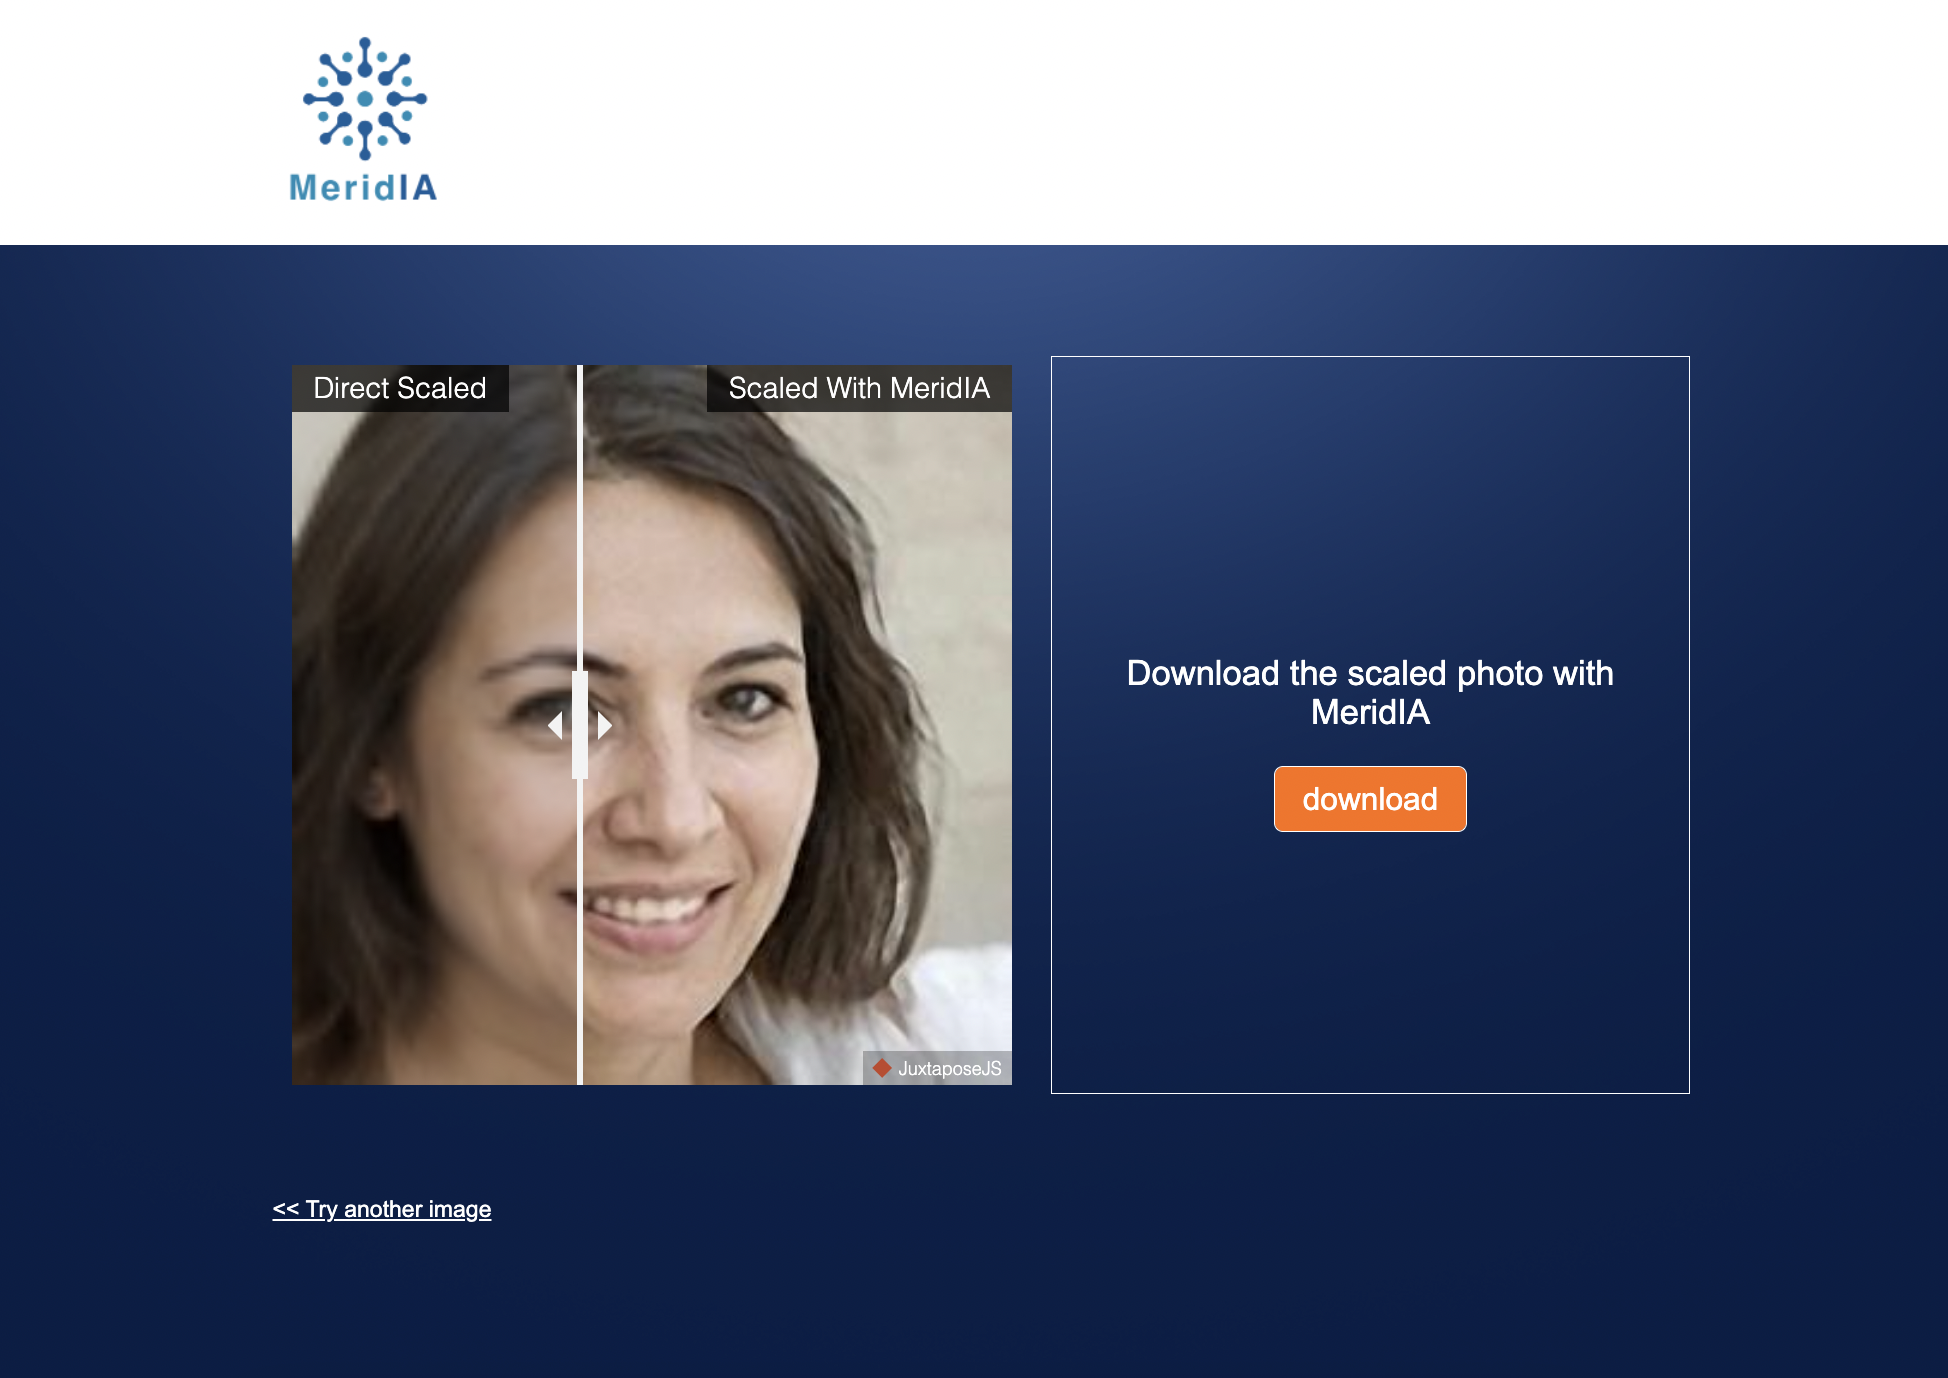 MeridIA
Direct Scaled
Scaled With MeridIA
Download the scaled photo with
MeridIA
download
JuxtaposeJS
<< Try another image